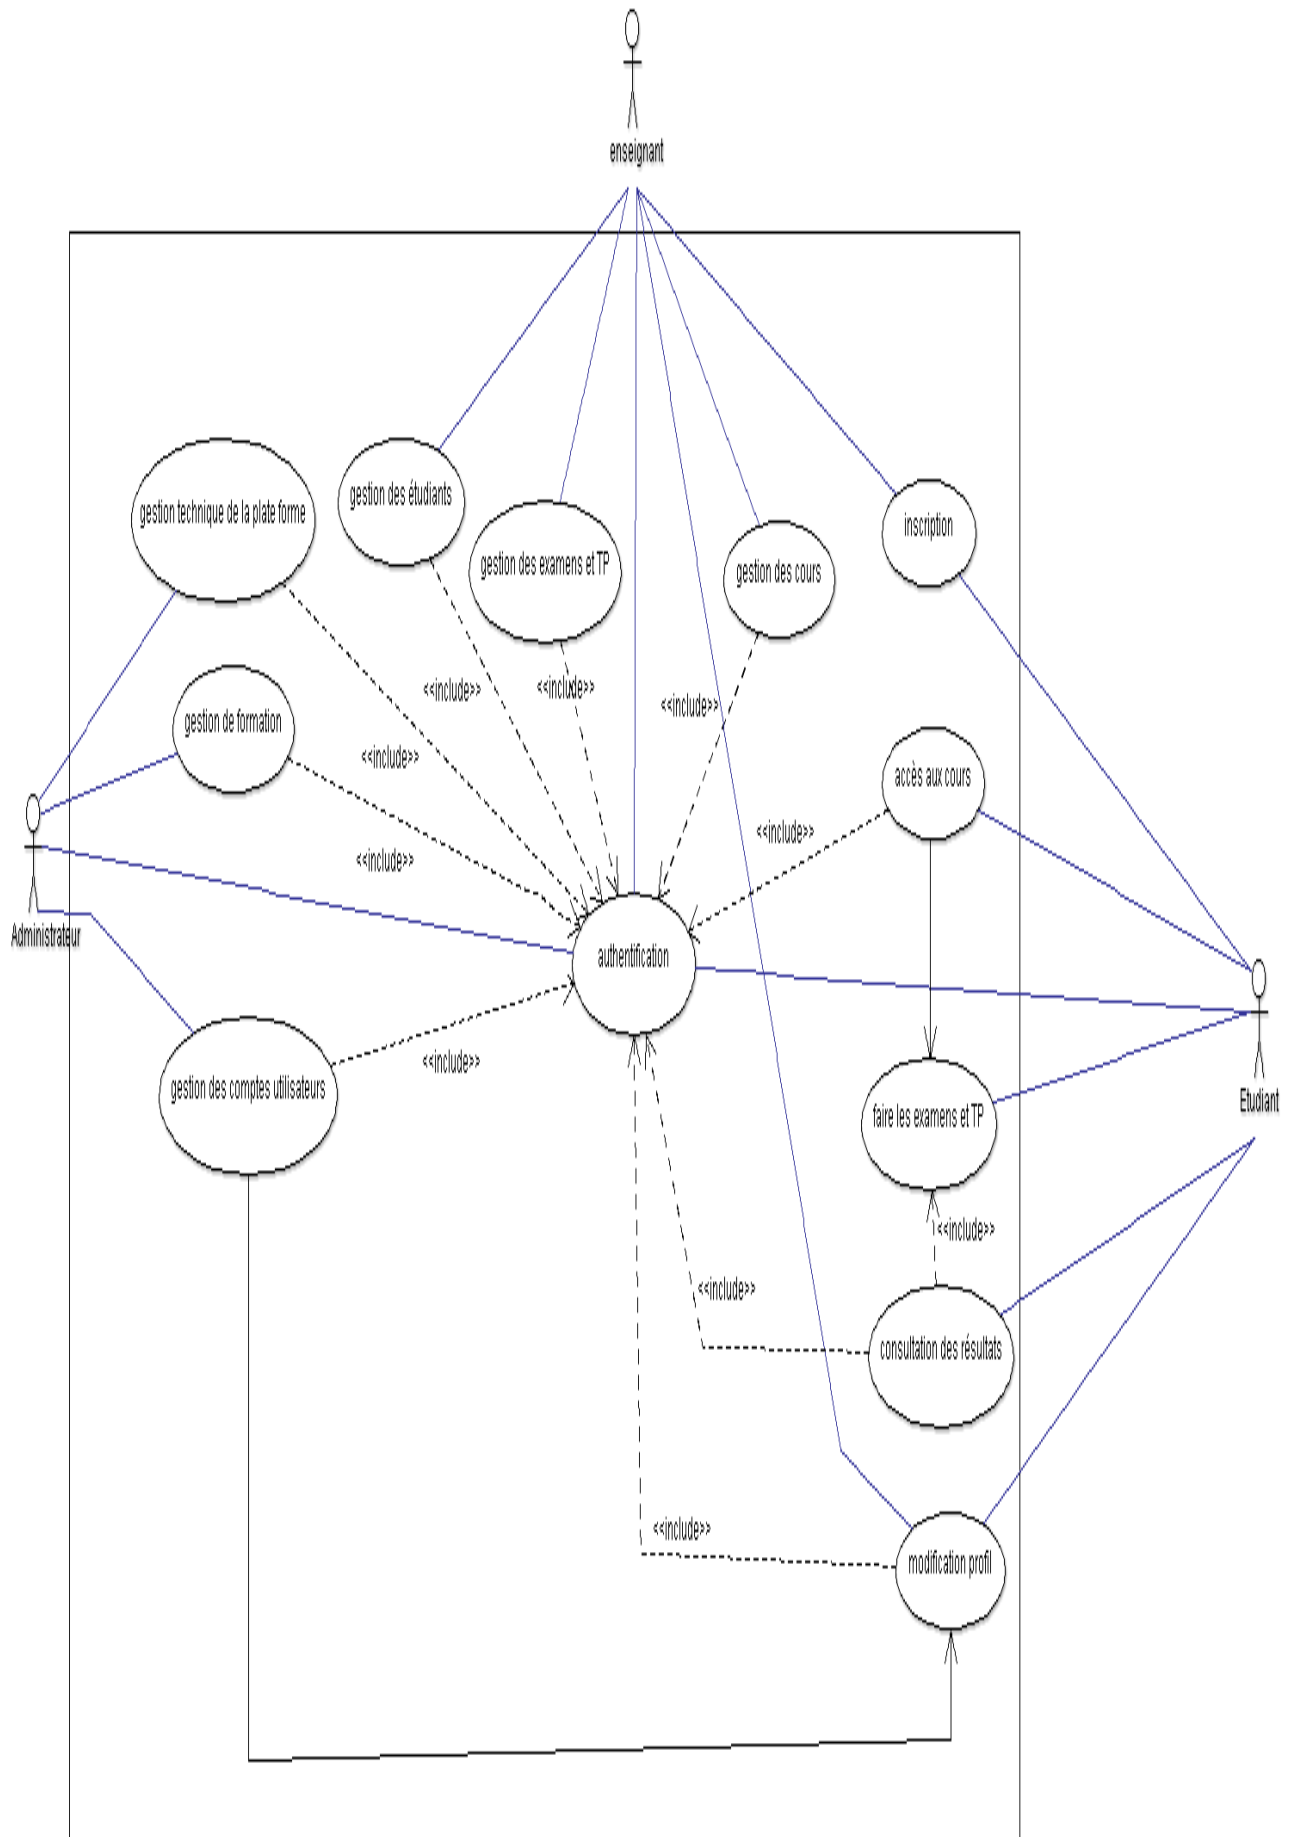 enseignant
gestion technique de la plate forme
gestion des étudiants
gestion des examens et TP
gestion des cours
inscription
<<include>>
<<include>>
<<include>>
gestion de formation
<<include>>
accès aux cours
<<include>>
<<include>>
Administrateur
authentification
gestion des comptes utilisateurs
<<include>>
faire les examens et TP
Etudiant
<<include>>
<<include>>
consultation des résultats
<<include>>
modification profil